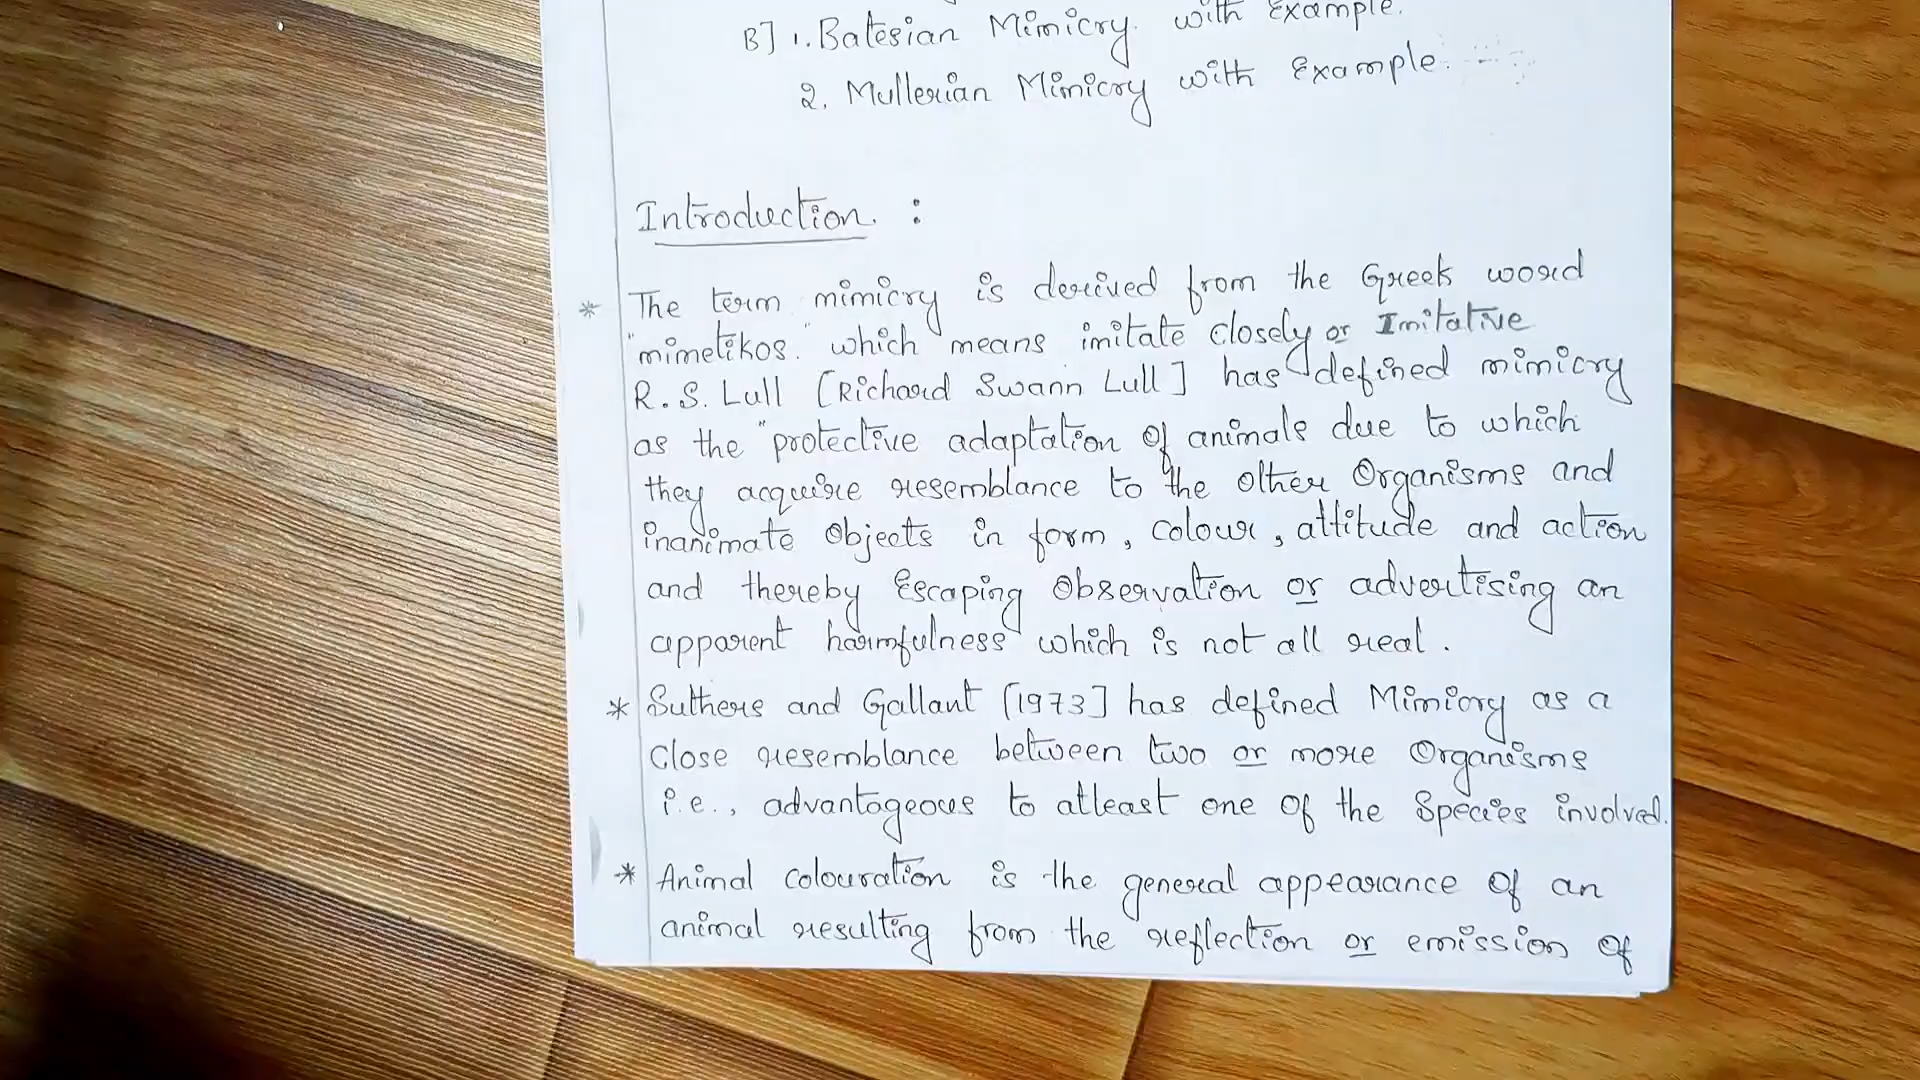 B] 1. Batesian Mimicry with Example.
2. Mullerian Mimicry with Example.
Introduction :
* The term mimicry is derived from the Greek word
"mimetikos." which means imitate closely or Imitative
R.S. Lull [Richard Swann Lull] has defined mimicry
as the "protective adaptation of animals due to which
they acquire resemblance to the other Organisms and
inanimate Objects in form, colour, attitude and action
and thereby Escaping Observation or advertising an
apparent harmfulness which is not all real.
* Suthers and Gallant [1973] has defined Mimicry as a
Close resemblance between two or more Organisms
i.e., advantageous to atleast one of the Species involved.
* Animal colouration is the general appearance of an
animal resulting from the reflection or emission of